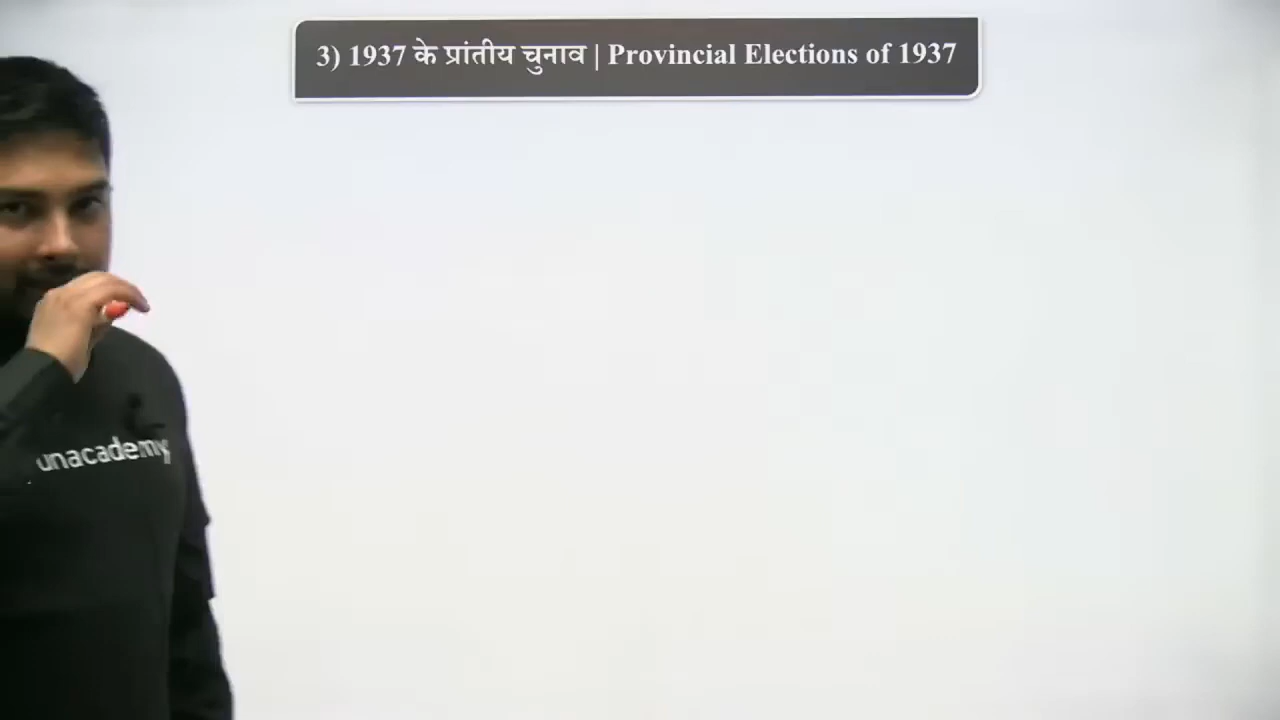 3) 1937 के प्रांतीय चुनाव | Provincial Elections of 1937
unacademy